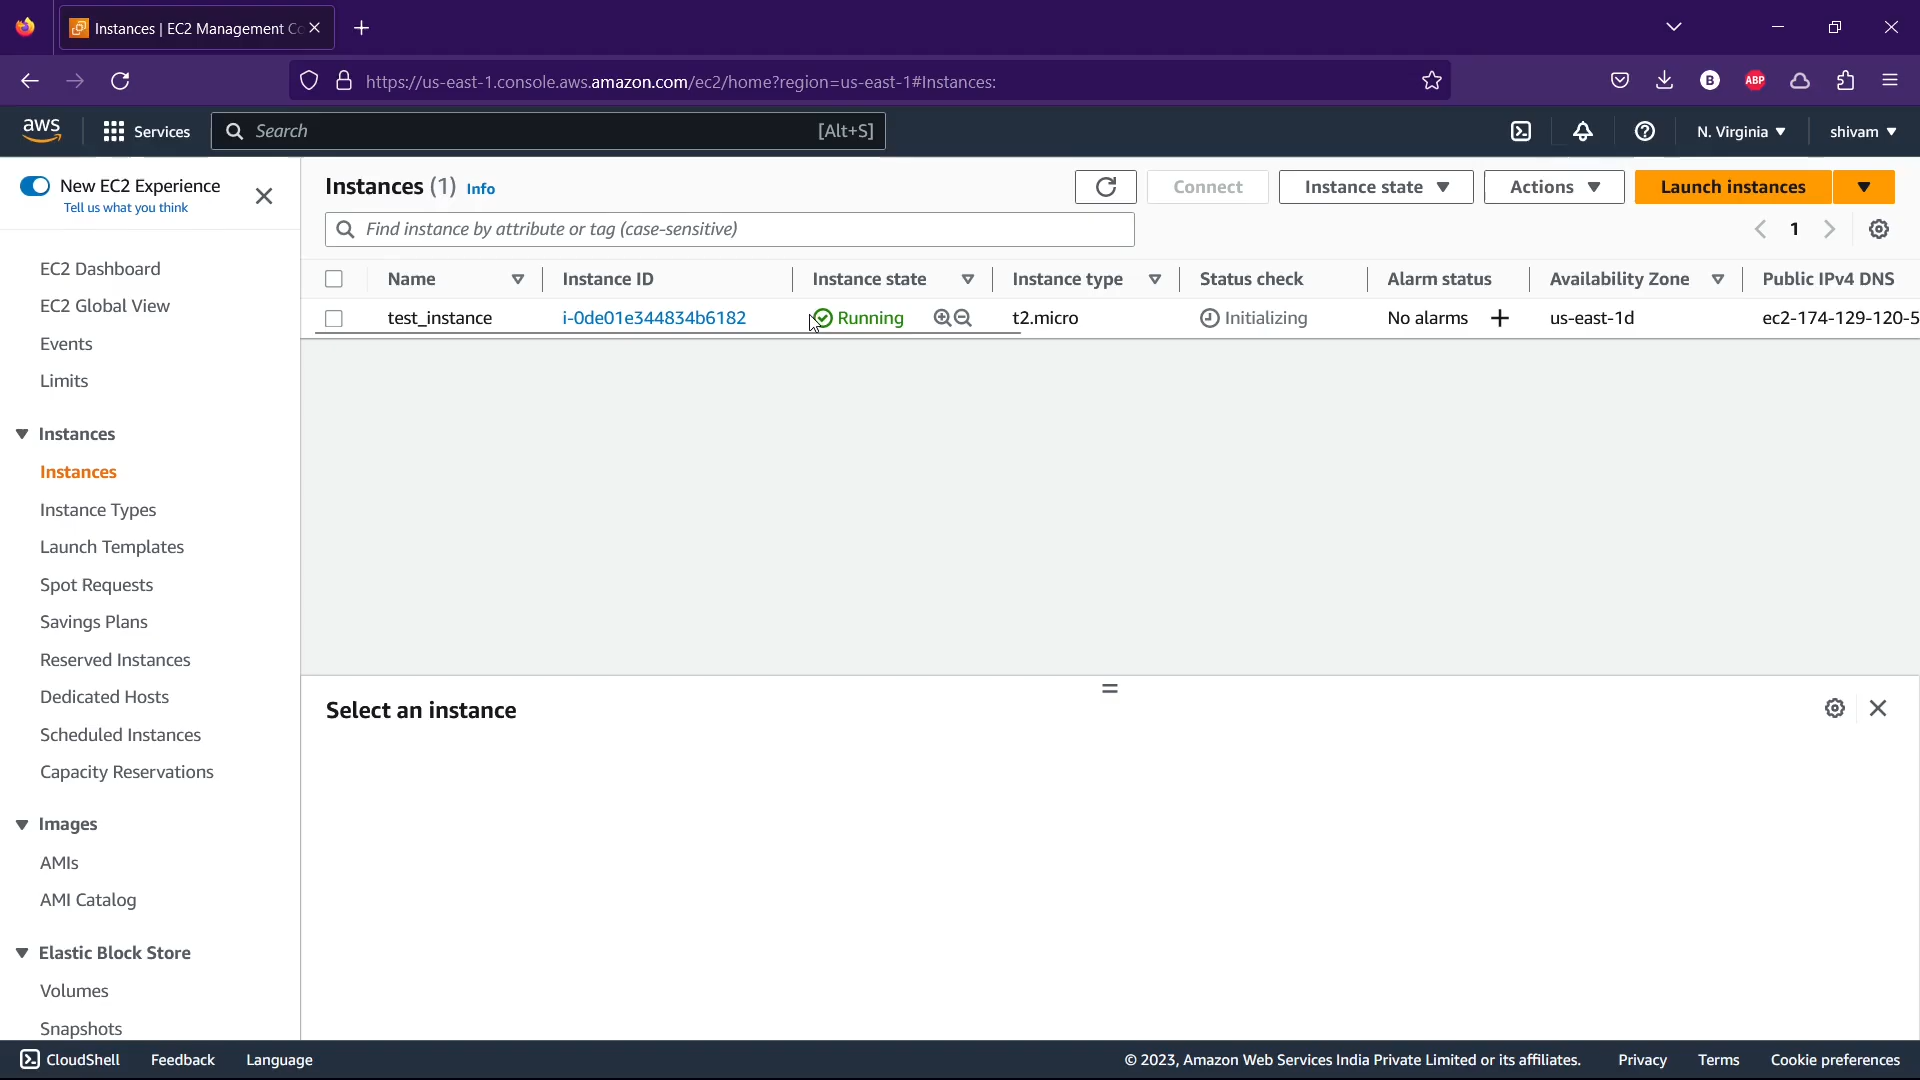 Instances | EC2 Management Co
https://us-east-1.console.aws.amazon.com/ec2/home?region=us-east-1#Instances:
B
ABP
aws
Services
Search
[Alt+S]
N. Virginia
shivam
New EC2 Experience
Tell us what you think
EC2 Dashboard
EC2 Global View
Events
Limits
Instances
Instances
Instance Types
Launch Templates
Spot Requests
Savings Plans
Reserved Instances
Dedicated Hosts
Scheduled Instances
Capacity Reservations
Images
AMIs
AMI Catalog
Elastic Block Store
Volumes
Snapshots
Instances (1) Info
Connect
Instance state
Actions
Launch instances
Find instance by attribute or tag (case-sensitive)
1
Name Instance ID Instance state Instance type Status check Alarm status Availability Zone Public IPv4 DNS
test_instance i-0de01e344834b6182 Running t2.micro Initializing No alarms + us-east-1d ec2-174-129-120-5
Select an instance
CloudShell Feedback Language © 2023, Amazon Web Services India Private Limited or its affiliates. Privacy Terms Cookie preferences